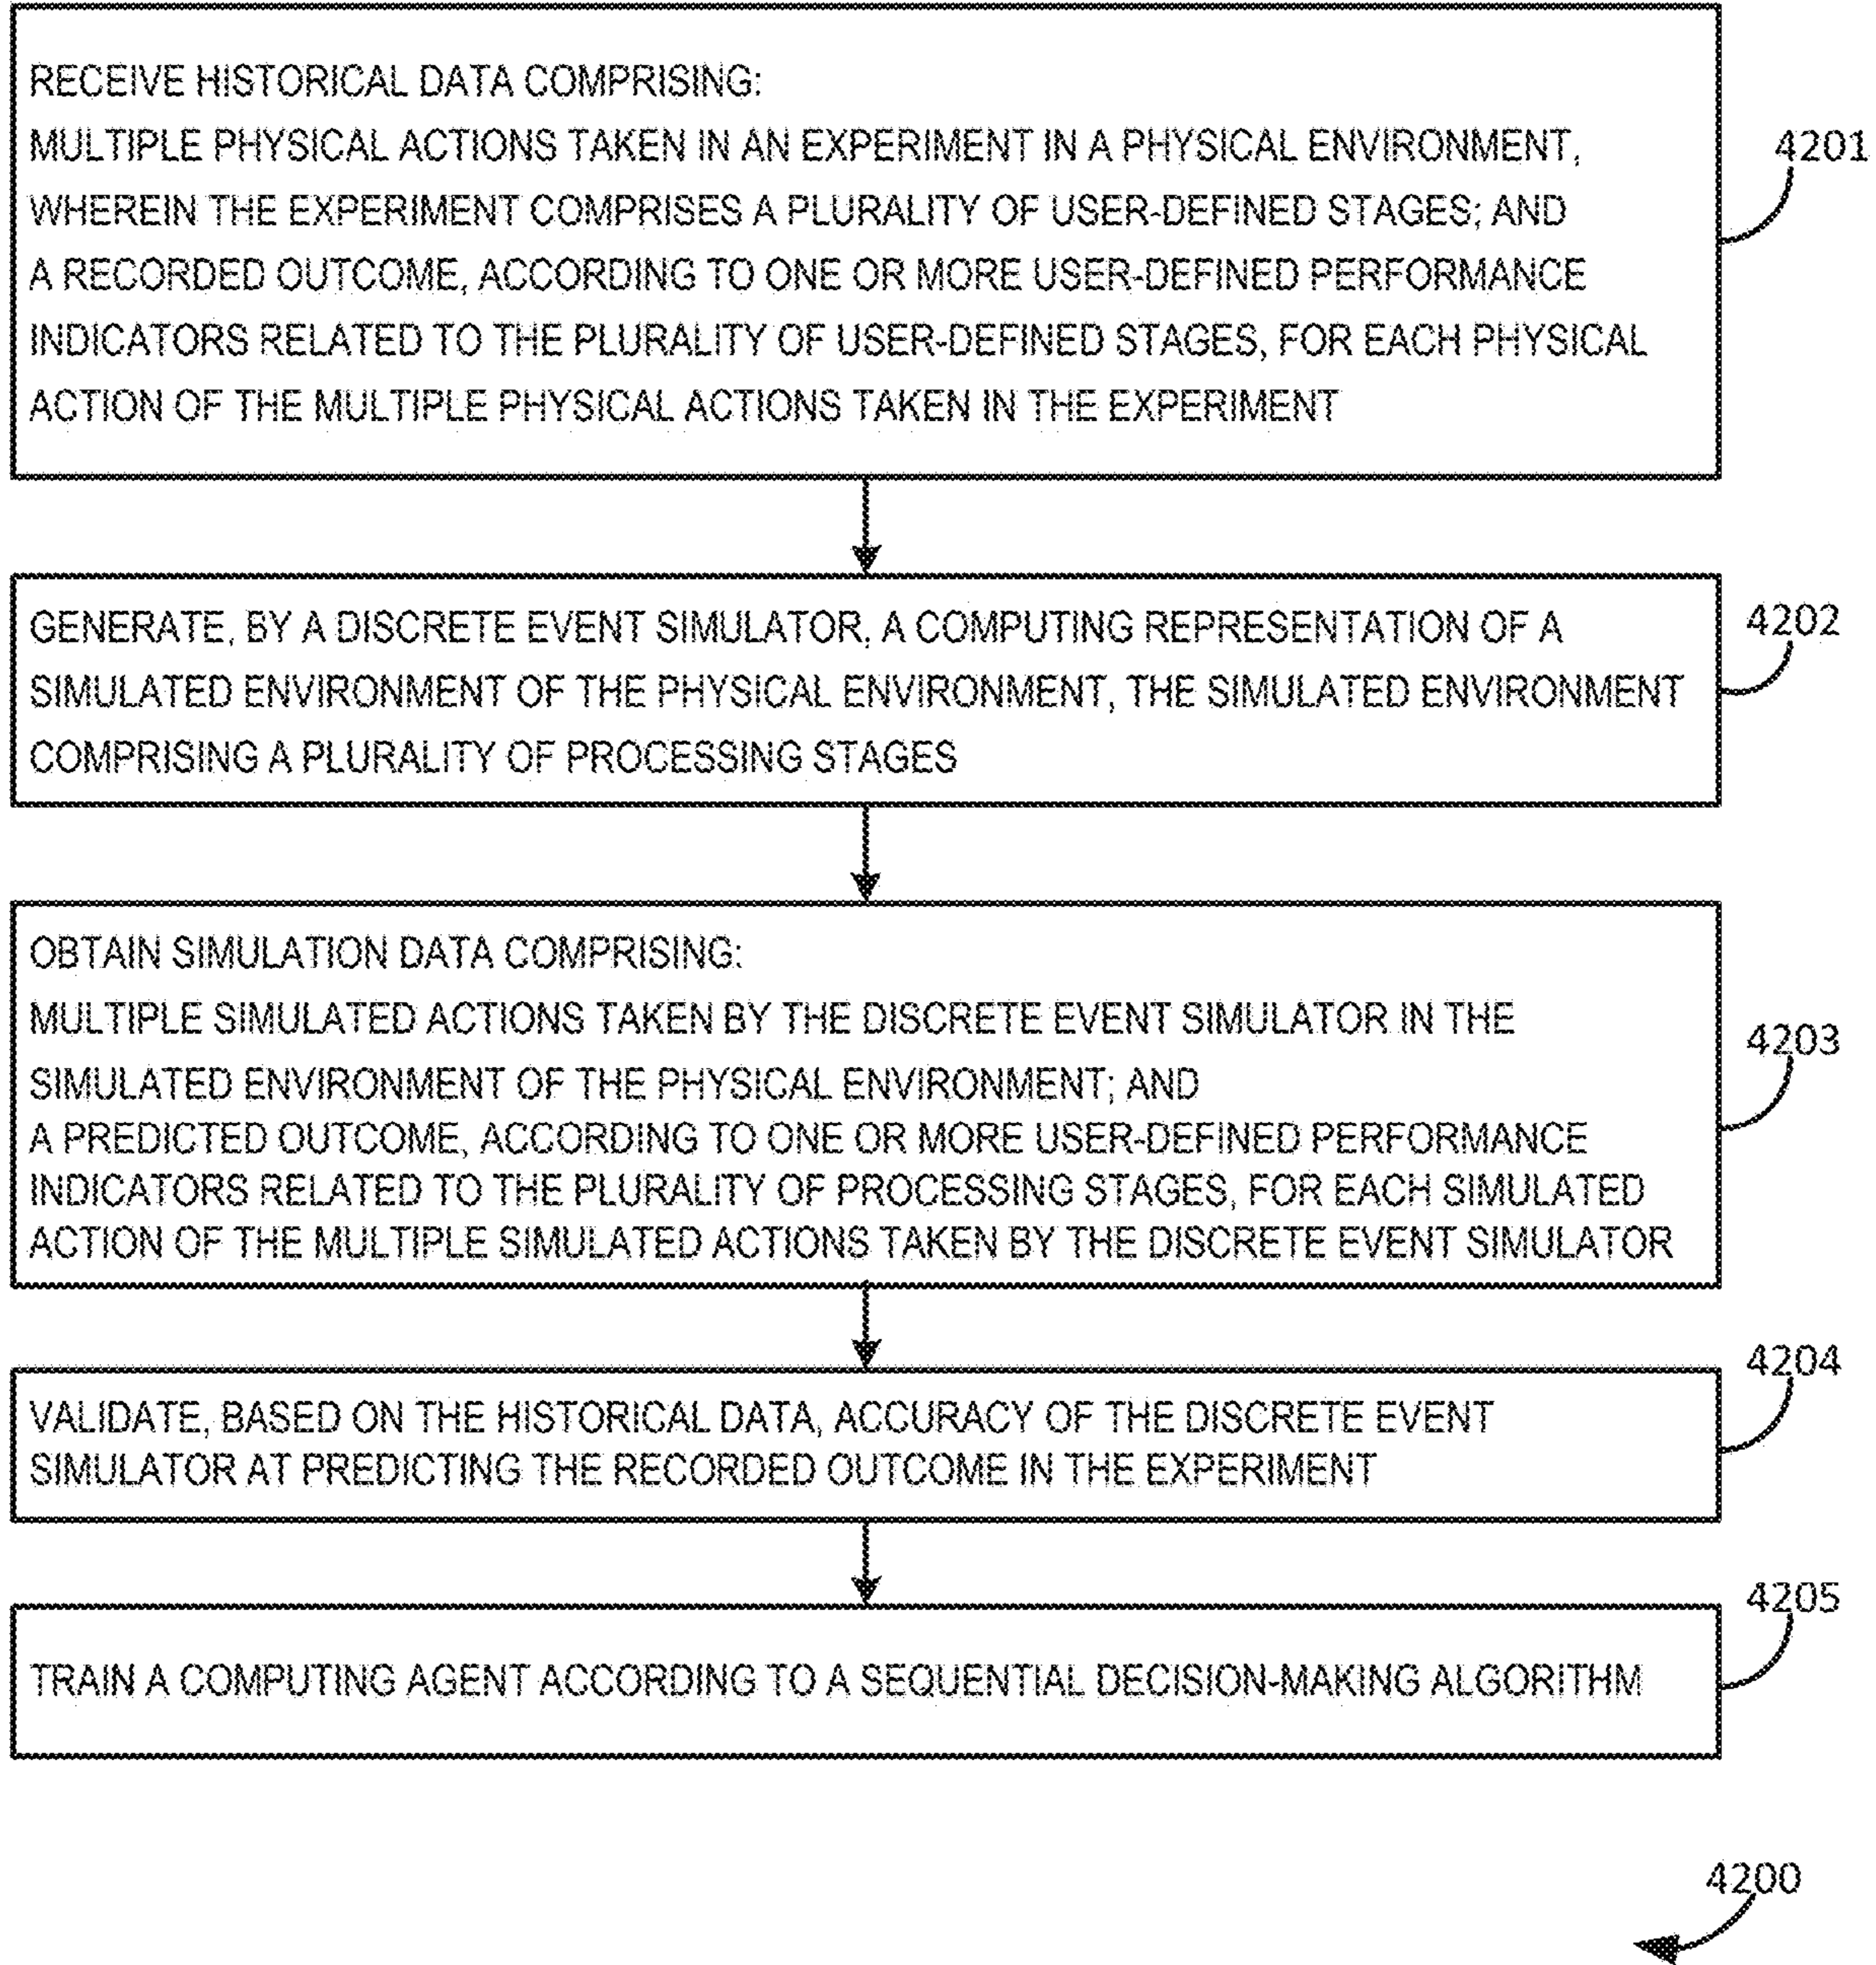 RECEIVE HISTORICAL DATA COMPRISING:
MULTIPLE PHYSICAL ACTIONS TAKEN IN AN EXPERIMENT IN A PHYSICAL ENVIRONMENT,
WHEREIN THE EXPERIMENT COMPRISES A PLURALITY OF USER-DEFINED STAGES; AND
A RECORDED OUTCOME, ACCORDING TO ONE OR MORE USER-DEFINED PERFORMANCE
INDICATORS RELATED TO THE PLURALITY OF USER-DEFINED STAGES, FOR EACH PHYSICAL
ACTION OF THE MULTIPLE PHYSICAL ACTIONS TAKEN IN THE EXPERIMENT
4201
GENERATE, BY A DISCRETE EVENT SIMULATOR, A COMPUTING REPRESENTATION OF A
SIMULATED ENVIRONMENT OF THE PHYSICAL ENVIRONMENT, THE SIMULATED ENVIRONMENT
COMPRISING A PLURALITY OF PROCESSING STAGES
4202
OBTAIN SIMULATION DATA COMPRISING:
MULTIPLE SIMULATED ACTIONS TAKEN BY THE DISCRETE EVENT SIMULATOR IN THE
SIMULATED ENVIRONMENT OF THE PHYSICAL ENVIRONMENT; AND
A PREDICTED OUTCOME, ACCORDING TO ONE OR MORE USER-DEFINED PERFORMANCE
INDICATORS RELATED TO THE PLURALITY OF PROCESSING STAGES, FOR EACH SIMULATED
ACTION OF THE MULTIPLE SIMULATED ACTIONS TAKEN BY THE DISCRETE EVENT SIMULATOR
4203
VALIDATE, BASED ON THE HISTORICAL DATA, ACCURACY OF THE DISCRETE EVENT
SIMULATOR AT PREDICTING THE RECORDED OUTCOME IN THE EXPERIMENT
4204
TRAIN A COMPUTING AGENT ACCORDING TO A SEQUENTIAL DECISION-MAKING ALGORITHM
4205
4200